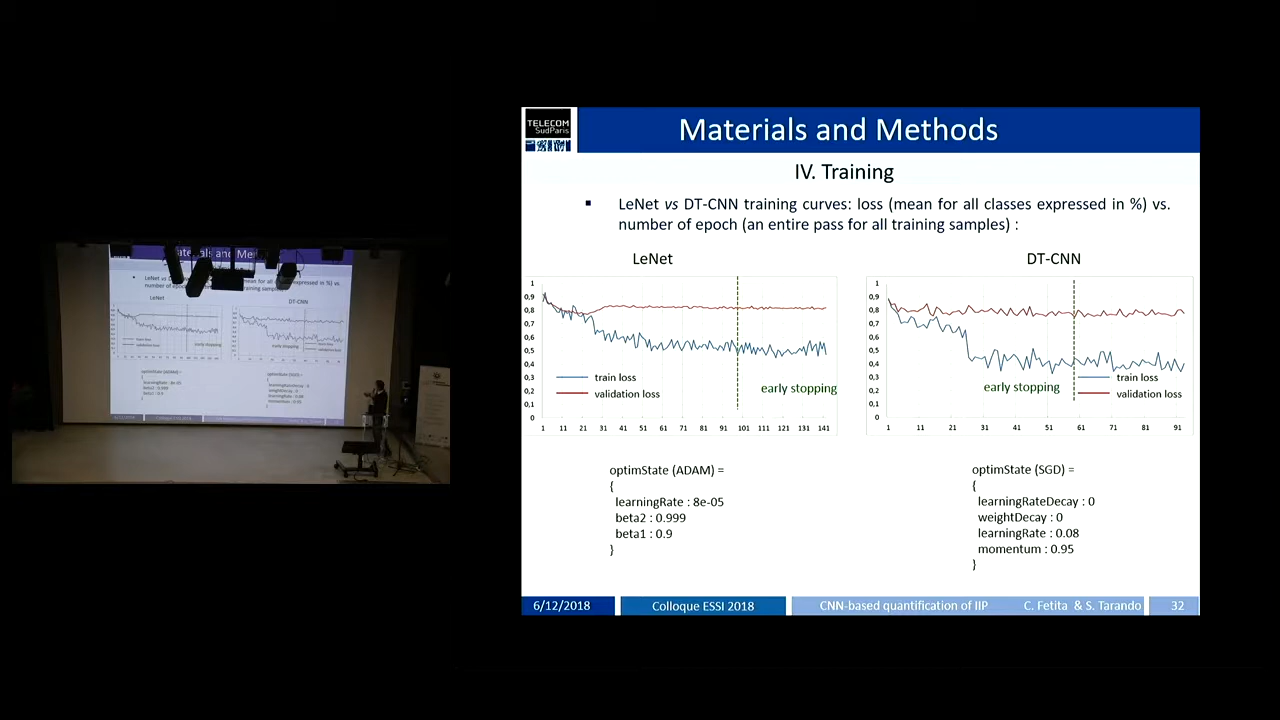 TELECOM
SudParis
Materials and Methods
IV. Training
▪ LeNet vs DT-CNN training curves: loss (mean for all classes expressed in %) vs.
number of epoch (an entire pass for all training samples) :
LeNet
1
0,9
0,8
0,7
0,6
0,5
0,4
0,3
0,2
0,1
0
1 11 21 31 41 51 61 71 81 91 101 111 121 131 141
train loss
validation loss
early stopping
DT-CNN
1
0,9
0,8
0,7
0,6
0,5
0,4
0,3
0,2
0,1
0
1 11 21 31 41 51 61 71 81 91
early stopping
train loss
validation loss
optimState (ADAM) =
{
learningRate : 8e-05
beta2 : 0.999
beta1 : 0.9
}
optimState (SGD) =
{
learningRateDecay : 0
weightDecay : 0
learningRate : 0.08
momentum : 0.95
}
6/12/2018
Colloque ESSI 2018
CNN-based quantification of IIP C. Fetita & S. Tarando
32